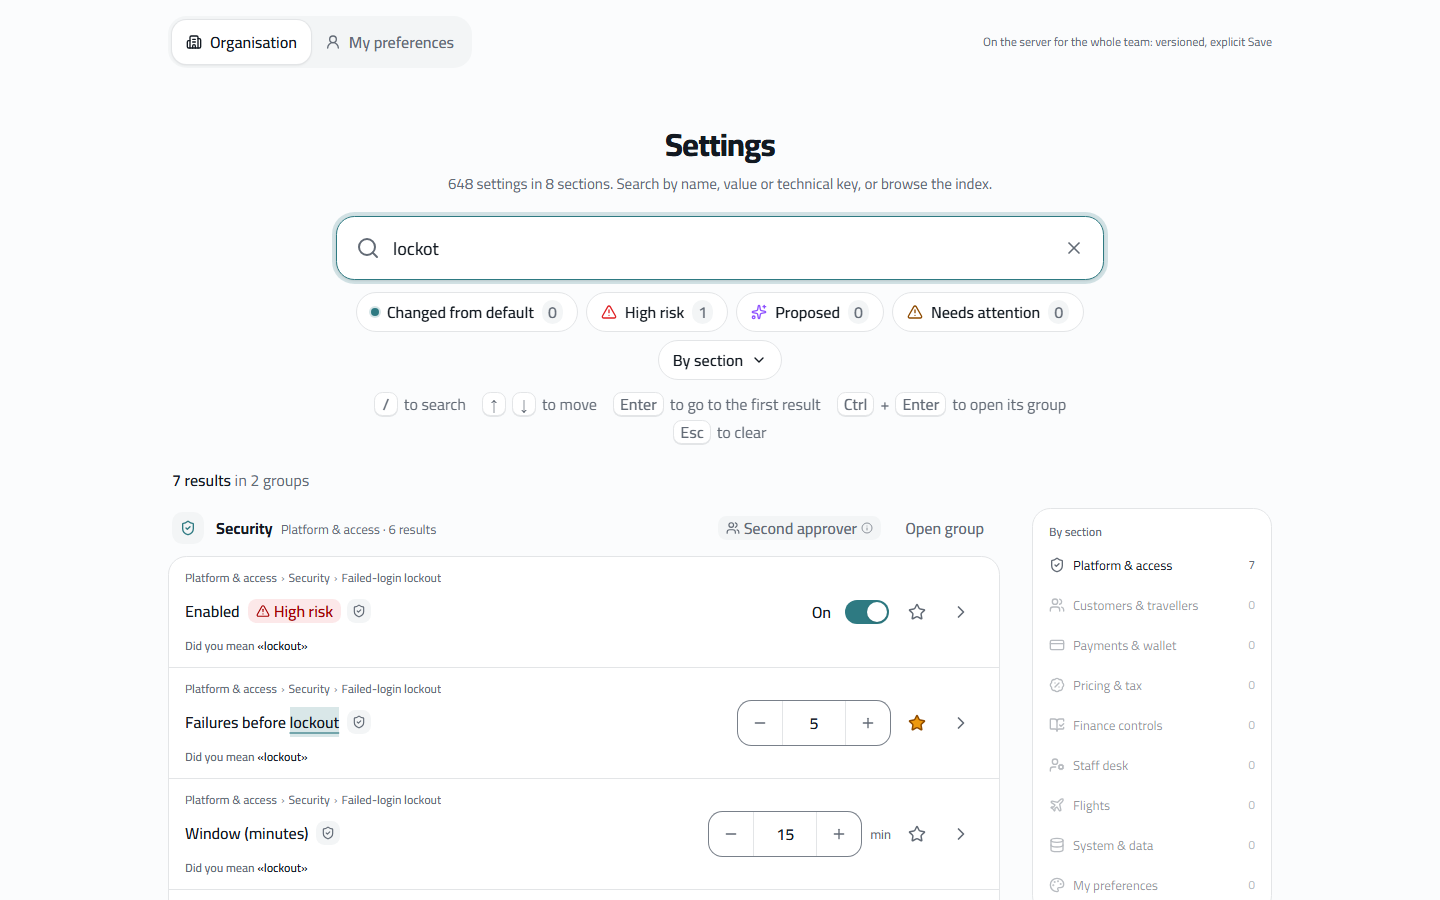 Organisation
My preferences
On the server for the whole team: versioned, explicit Save
Settings
648 settings in 8 sections. Search by name, value or technical key, or browse the index.
lockot
Changed from default 0
High risk 1
Proposed 0
Needs attention 0
By section
/ to search ↑ ↓ to move Enter to go to the first result Ctrl + Enter to open its group
Esc to clear
7 results in 2 groups
Security Platform & access · 6 results
Second approver
Open group
Platform & access › Security › Failed-login lockout
Enabled High risk
On
Did you mean «lockout»
Platform & access › Security › Failed-login lockout
Failures before lockout
− 5 +
Did you mean «lockout»
Platform & access › Security › Failed-login lockout
Window (minutes)
− 15 + min
Did you mean «lockout»
By section
Platform & access 7
Customers & travellers 0
Payments & wallet 0
Pricing & tax 0
Finance controls 0
Staff desk 0
Flights 0
System & data 0
My preferences 0